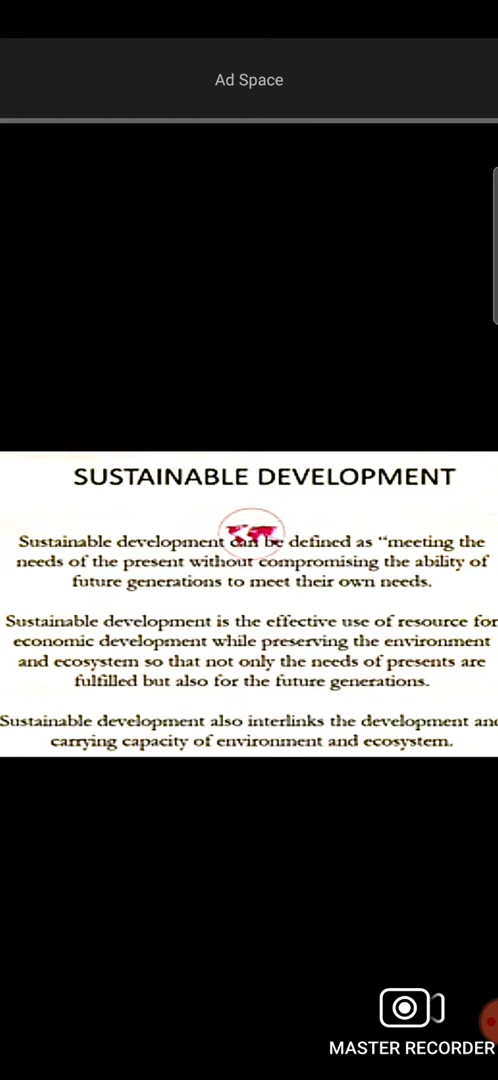 Ad Space
SUSTAINABLE DEVELOPMENT
Sustainable development can be defined as “meeting the
needs of the present without compromising the ability of
future generations to meet their own needs.
Sustainable development is the effective use of resource for
economic development while preserving the environment
and ecosystem so that not only the needs of presents are
fulfilled but also for the future generations.
Sustainable development also interlinks the development and
carrying capacity of environment and ecosystem.
MASTER RECORDER